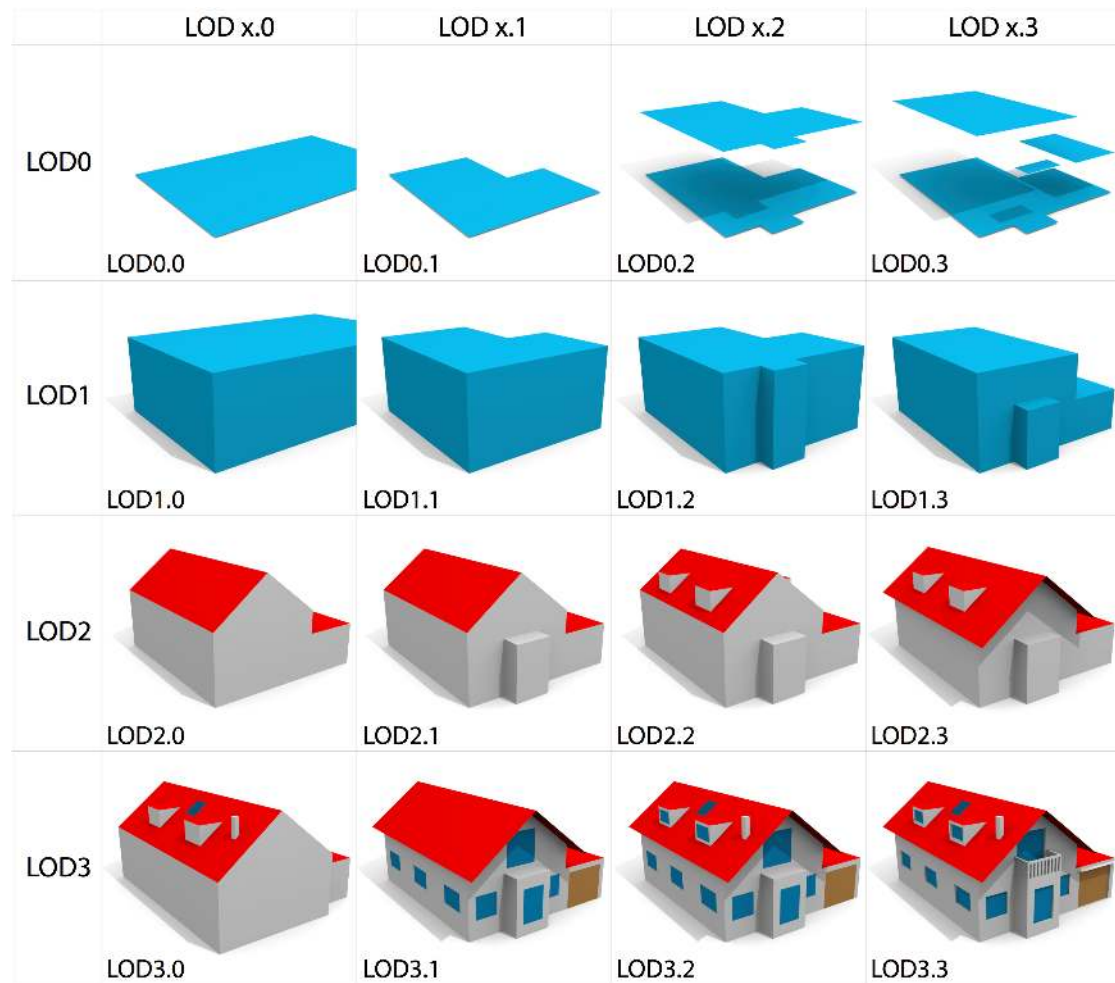 LOD x.0 LOD x.1 LOD x.2 LOD x.3
LOD0
LOD0.0 LOD0.1 LOD0.2 LOD0.3
LOD1
LOD1.0 LOD1.1 LOD1.2 LOD1.3
LOD2
LOD2.0 LOD2.1 LOD2.2 LOD2.3
LOD3
LOD3.0 LOD3.1 LOD3.2 LOD3.3